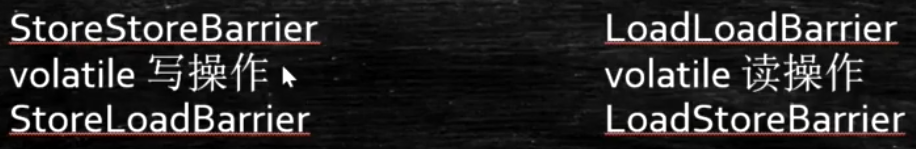 StoreStoreBarrier
volatile 写操作
StoreLoadBarrier
LoadLoadBarrier
volatile 读操作
LoadStoreBarrier